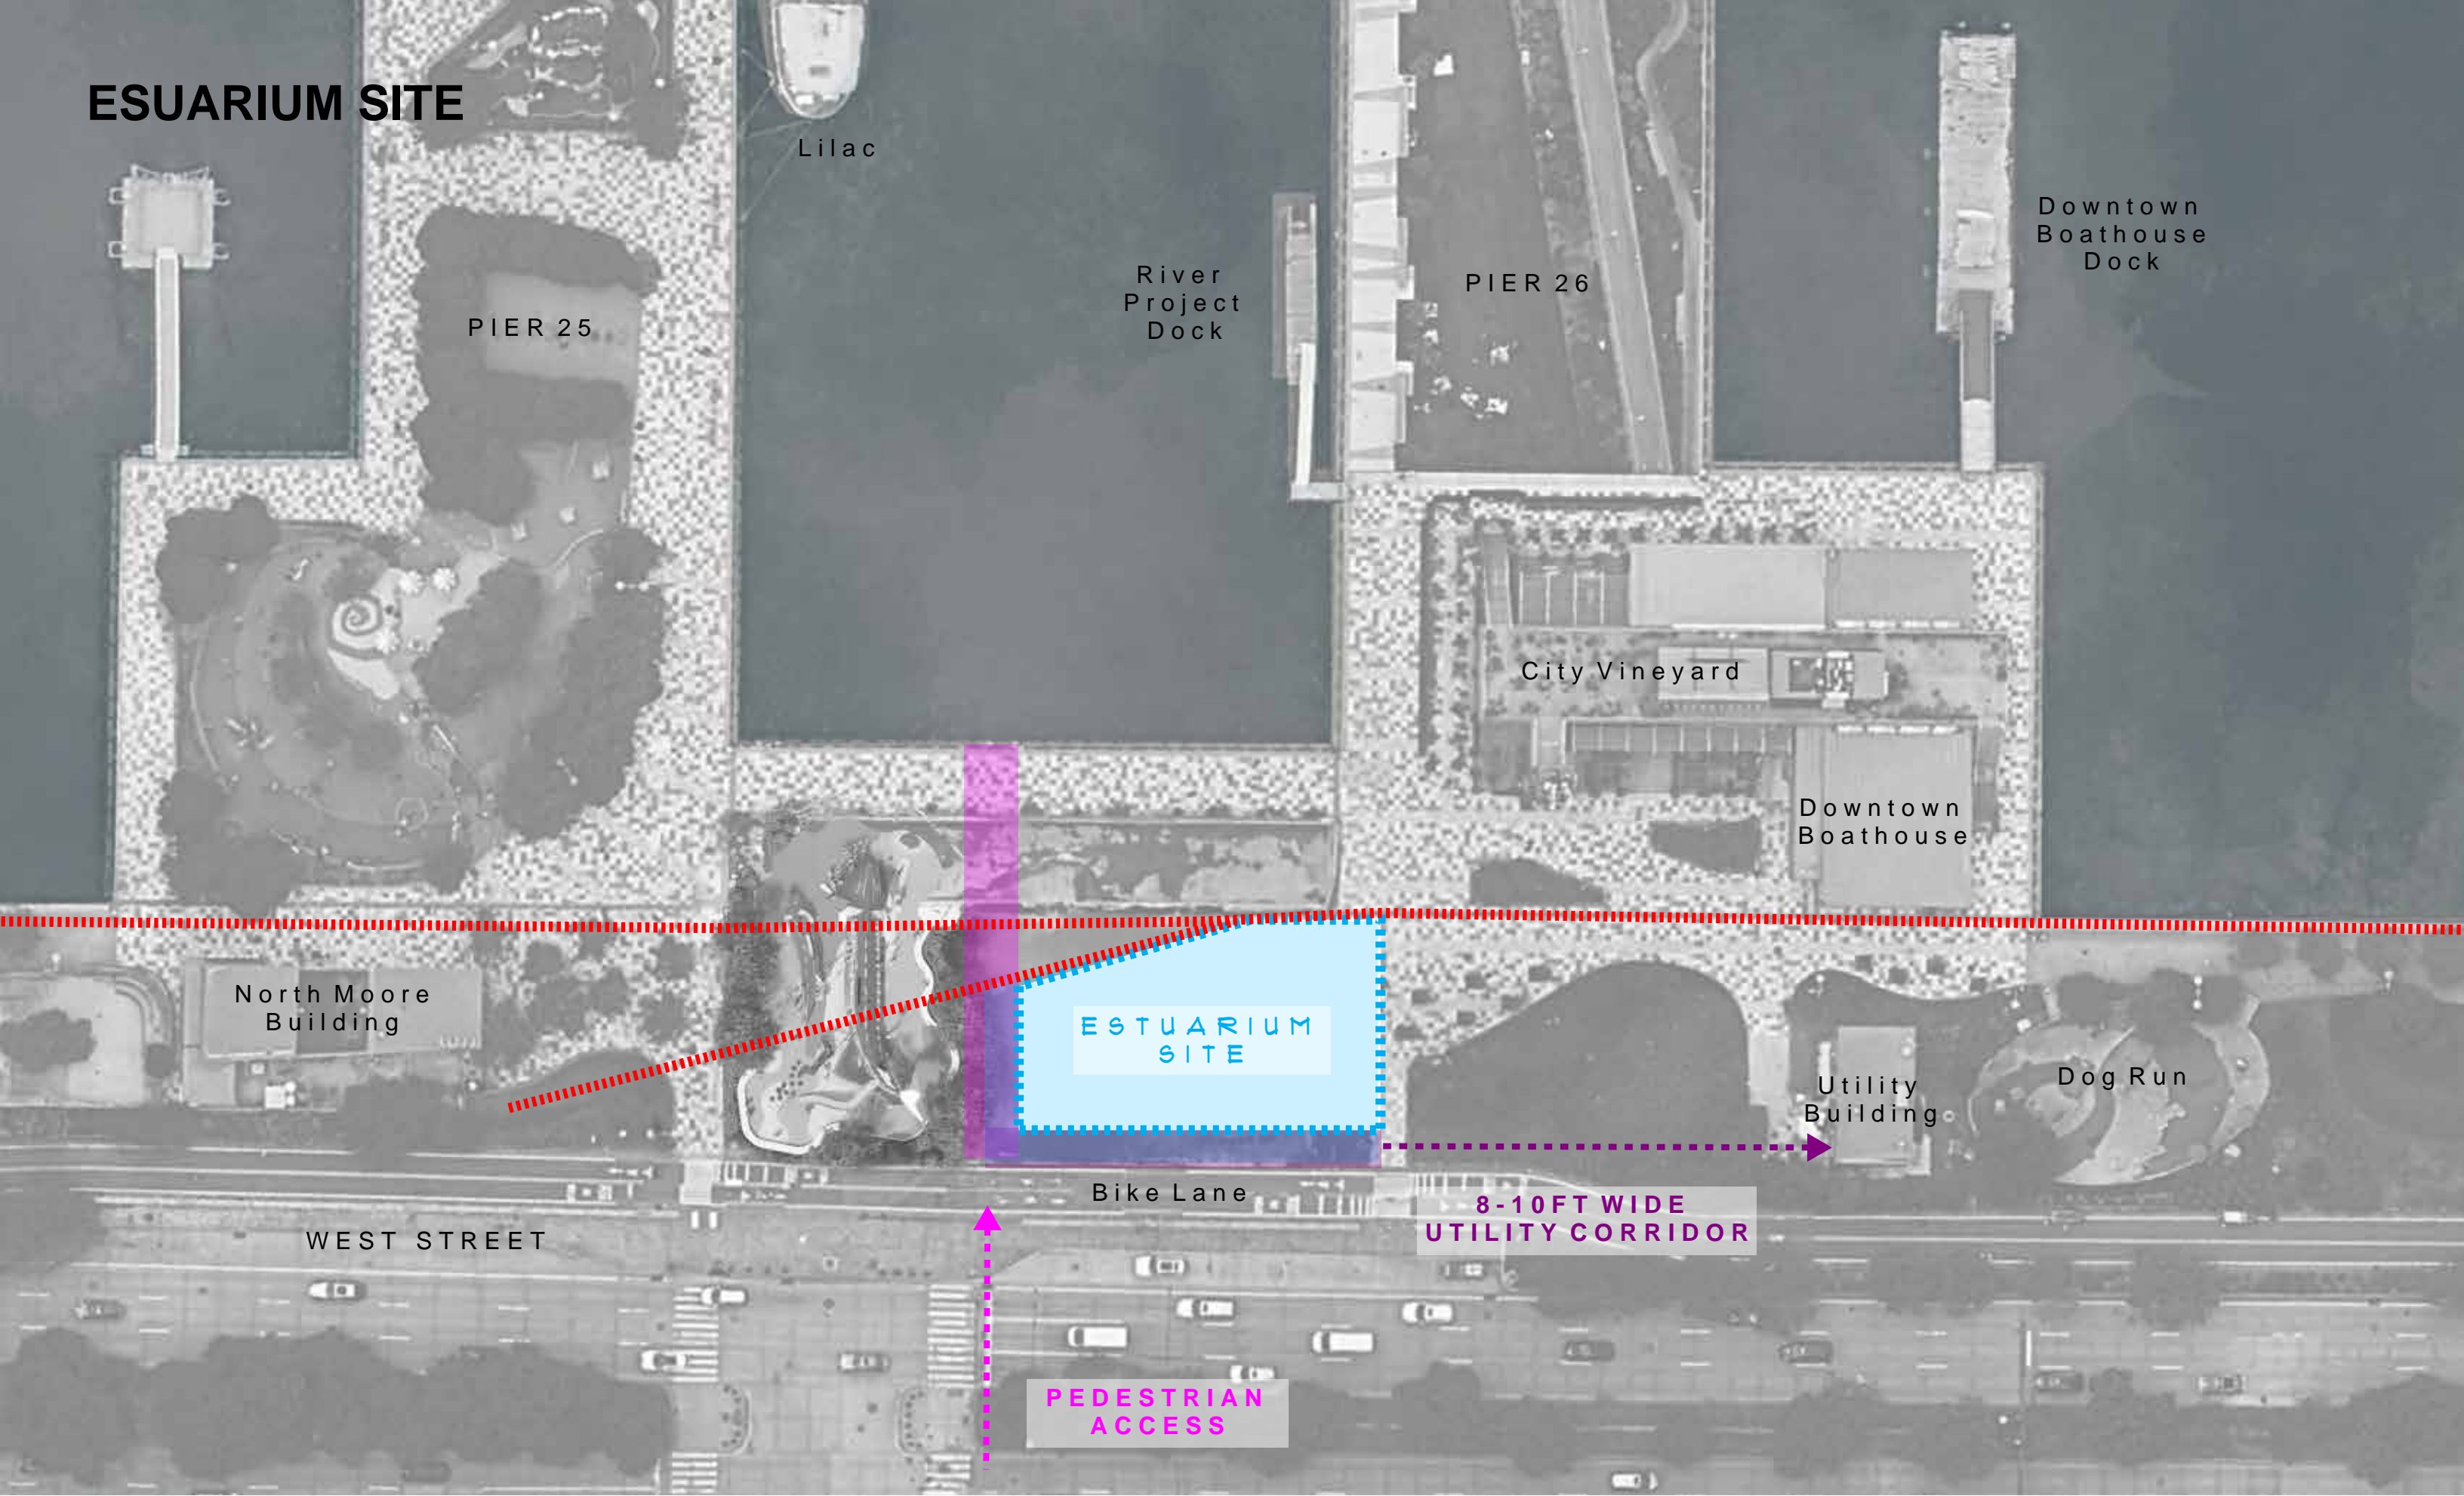 ESUARIUM SITE
Lilac
Downtown
Boathouse
Dock
River
Project
Dock
PIER 26
PIER 25
City Vineyard
Downtown
Boathouse
North Moore
Building
ESTUARIUM
SITE
Utility
Building
Dog Run
Bike Lane
8-10FT WIDE
UTILITY CORRIDOR
WEST STREET
PEDESTRIAN
ACCESS